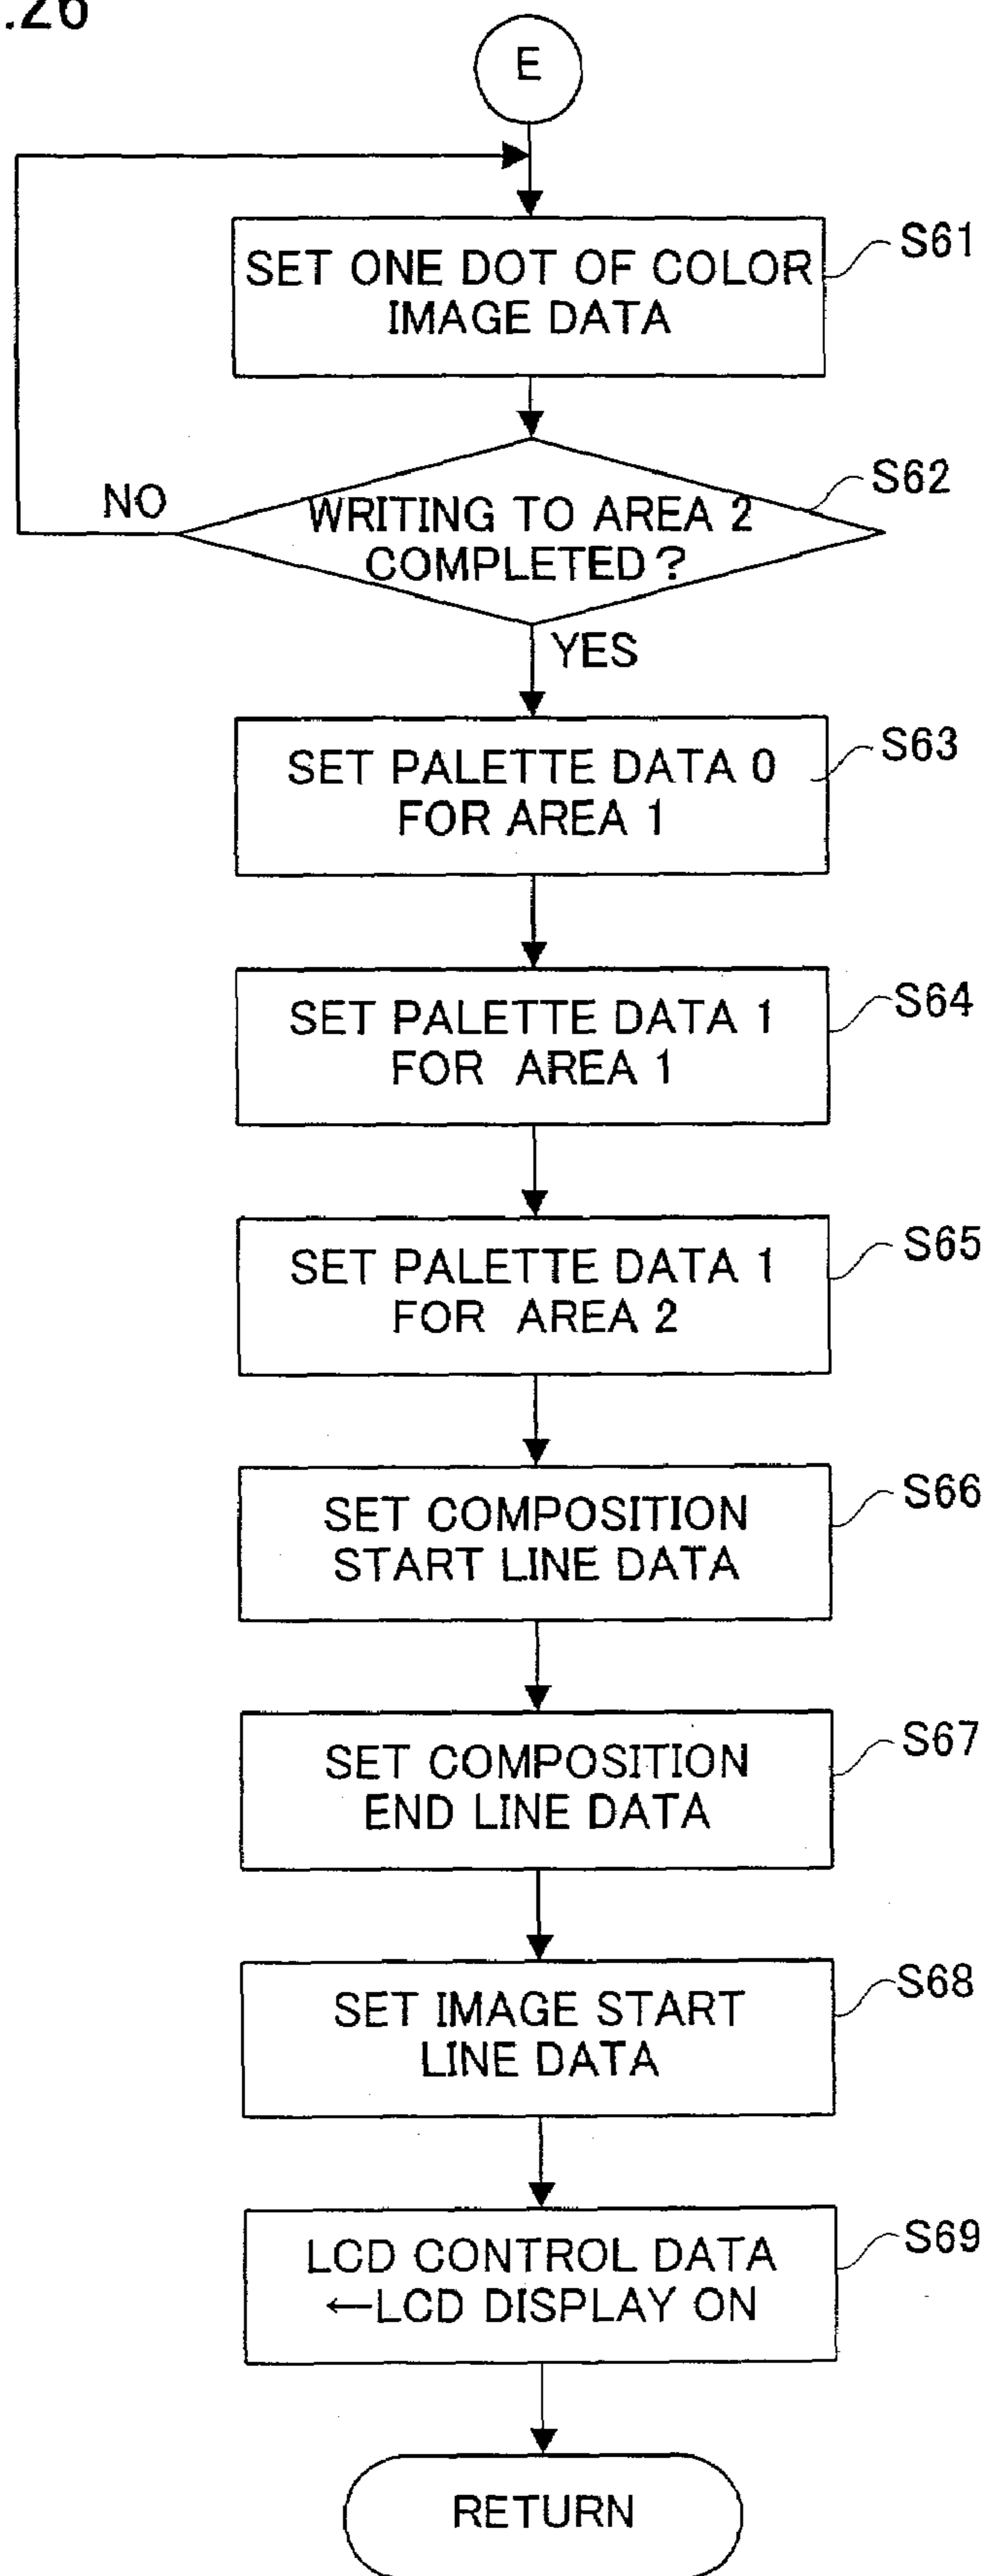 .26
E
SET ONE DOT OF COLOR
IMAGE DATA
S61
NO
WRITING TO AREA 2
COMPLETED?
S62
YES
SET PALETTE DATA 0
FOR AREA 1
S63
SET PALETTE DATA 1
FOR AREA 1
S64
SET PALETTE DATA 1
FOR AREA 2
S65
SET COMPOSITION
START LINE DATA
S66
SET COMPOSITION
END LINE DATA
S67
SET IMAGE START
LINE DATA
S68
LCD CONTROL DATA
←LCD DISPLAY ON
S69
RETURN